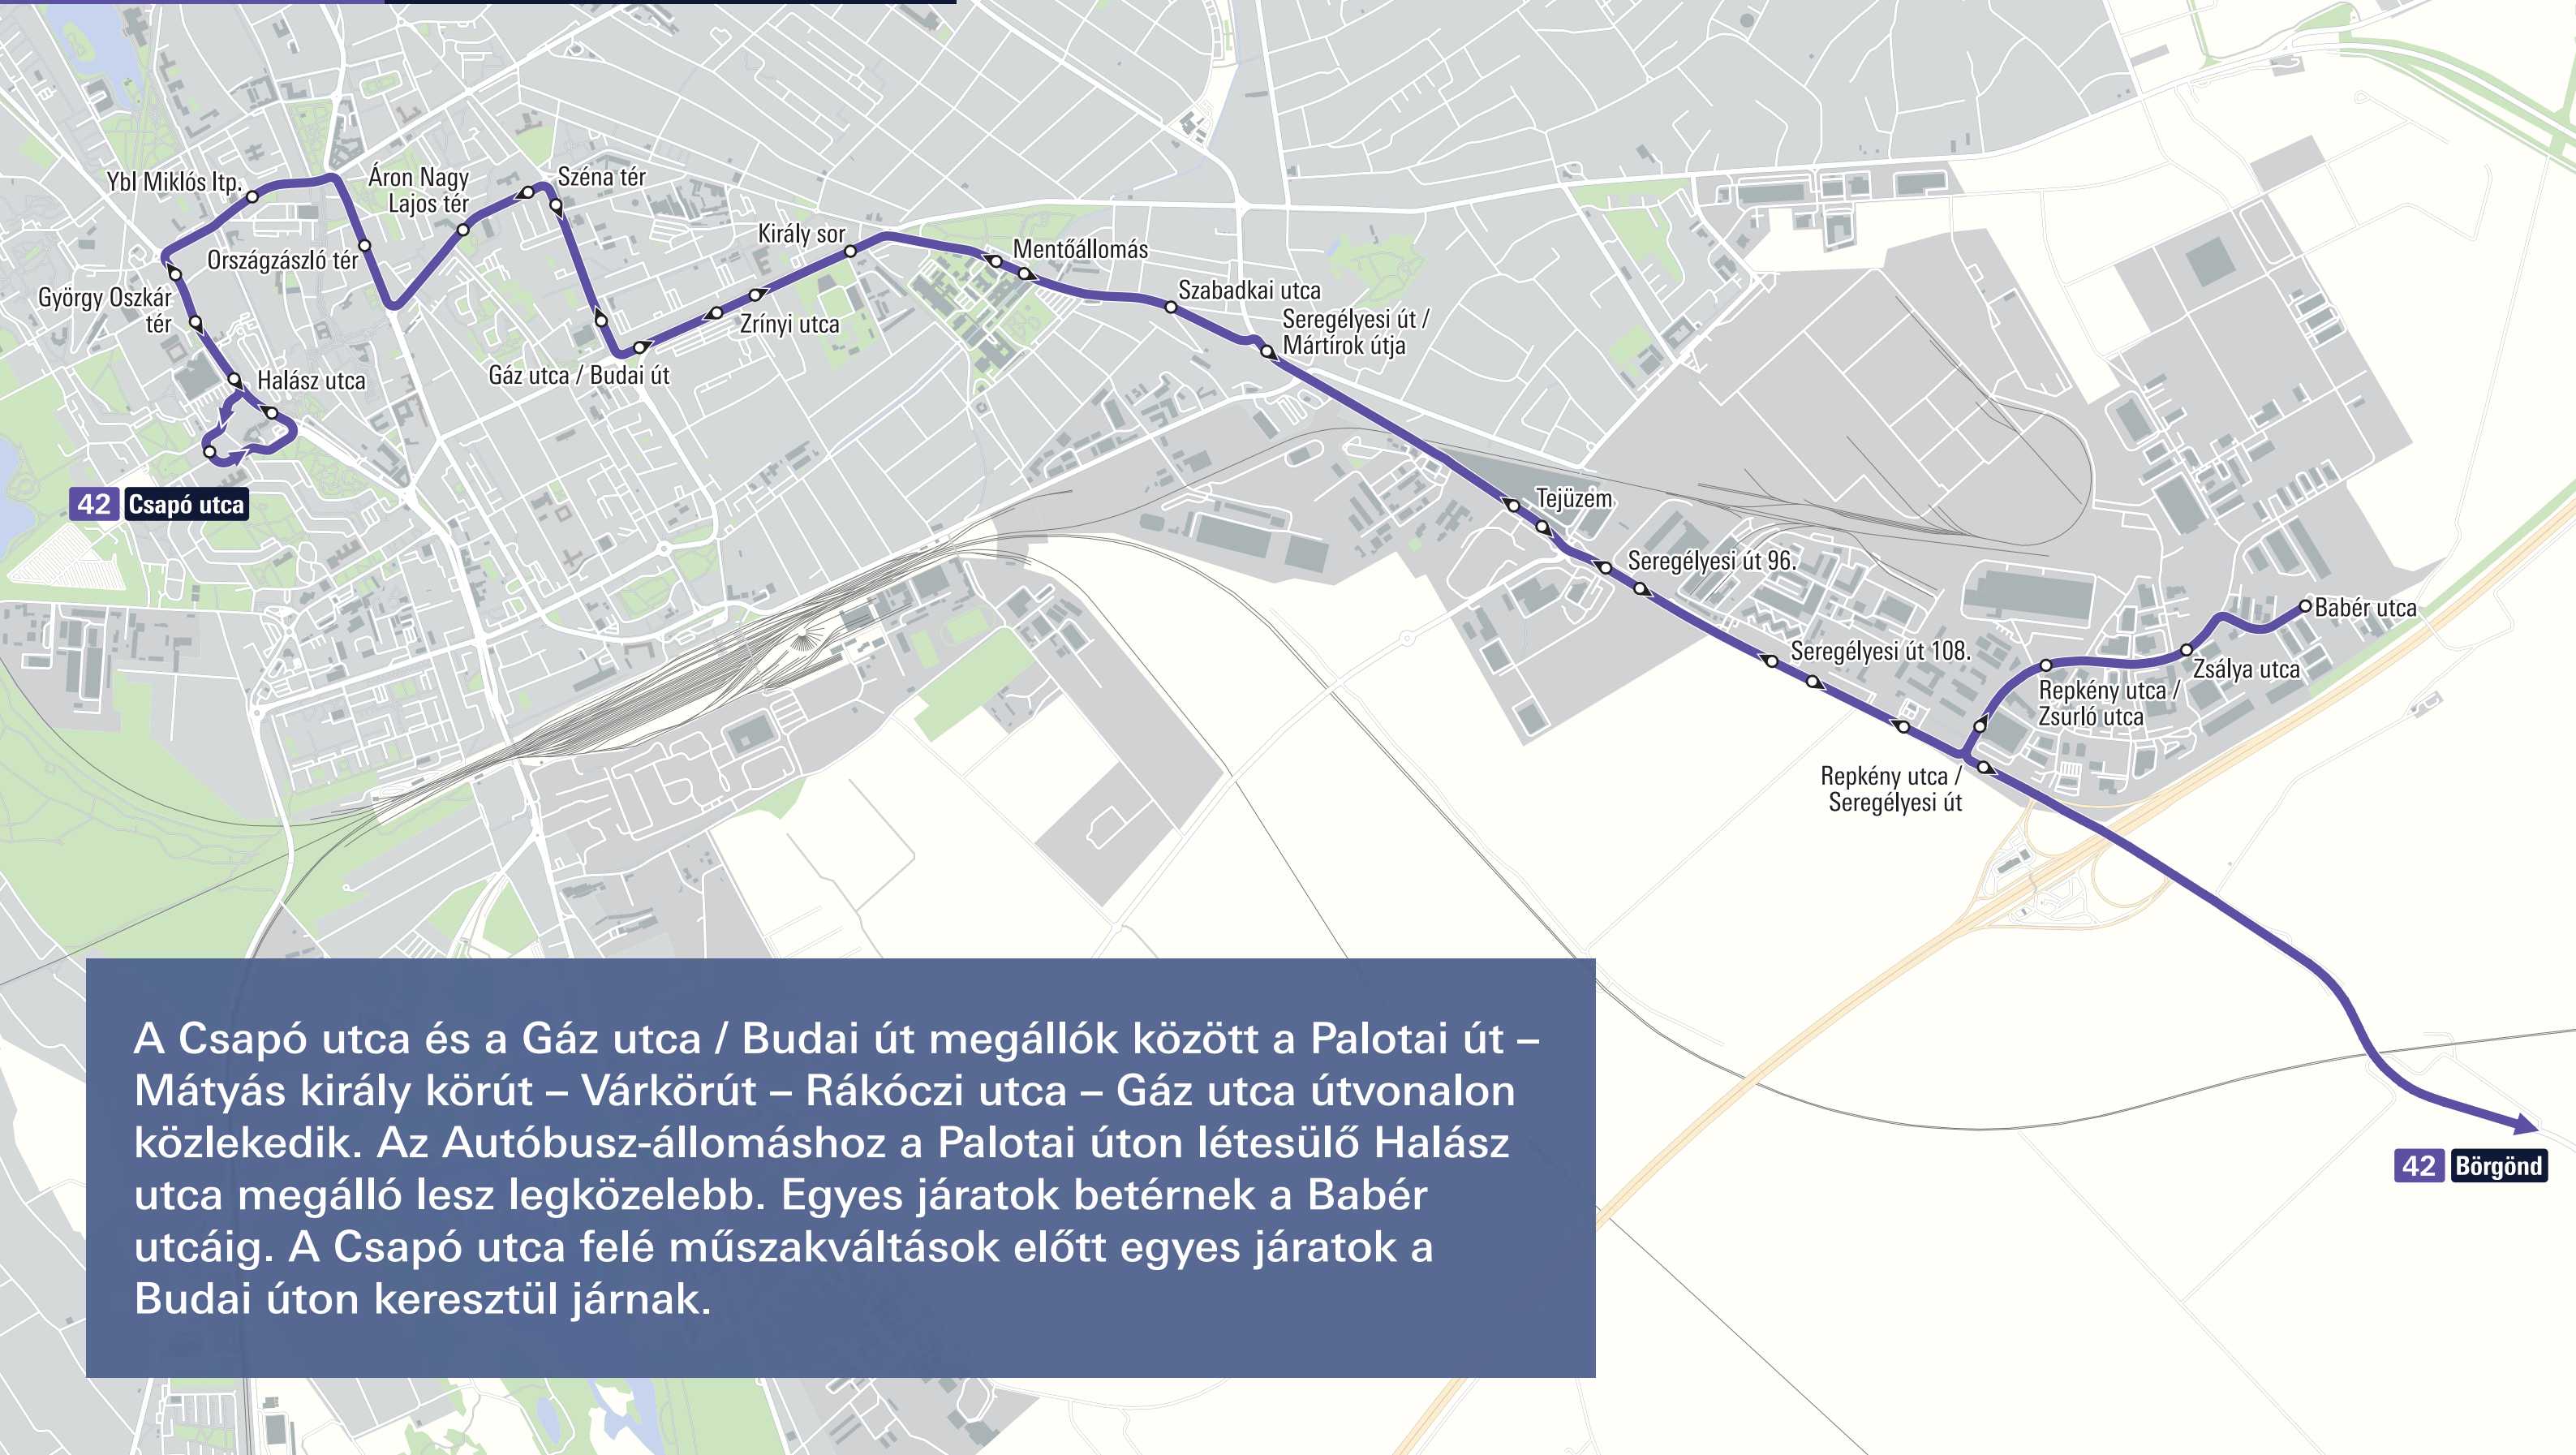 Ybl Miklós ltp.
Áron Nagy
Lajos tér
Széna tér
Országzászló tér
György Oszkár
tér
Halász utca
42 Csapó utca
Gáz utca / Budai út
Zrínyi utca
Király sor
Mentőállomás
Szabadkai utca
Seregélyesi út /
Mártírok útja
Tejüzem
Seregélyesi út 96.
Seregélyesi út 108.
Babér utca
Zsálya utca
Repkény utca /
Zsurló utca
Repkény utca /
Seregélyesi út
42 Börgönd
A Csapó utca és a Gáz utca / Budai út megállók között a Palotai út –
Mátyás király körút – Várkörút – Rákóczi utca – Gáz utca útvonalon
közlekedik. Az Autóbusz-állomáshoz a Palotai úton létesülő Halász
utca megálló lesz legközelebb. Egyes járatok betérnek a Babér
utcáig. A Csapó utca felé műszakváltások előtt egyes járatok a
Budai úton keresztül járnak.